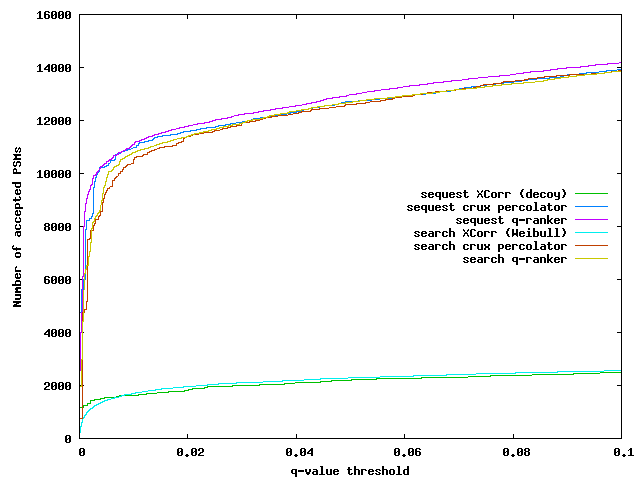 16000
14000
12000
10000
8000
6000
4000
2000
0
Number of accepted PSMs
sequest XCorr (decoy)
sequest crux percolator
sequest q-ranker
search XCorr (Weibull)
search crux percolator
search q-ranker
0 0.02 0.04 0.06 0.08 0.1
q-value threshold